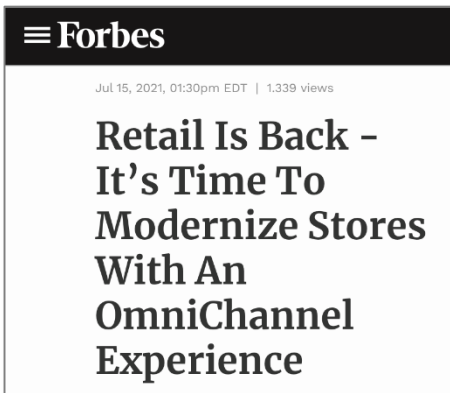 Forbes
Jul 15, 2021, 01:30pm EDT | 1.339 views
Retail Is Back -
It’s Time To
Modernize Stores
With An
OmniChannel
Experience